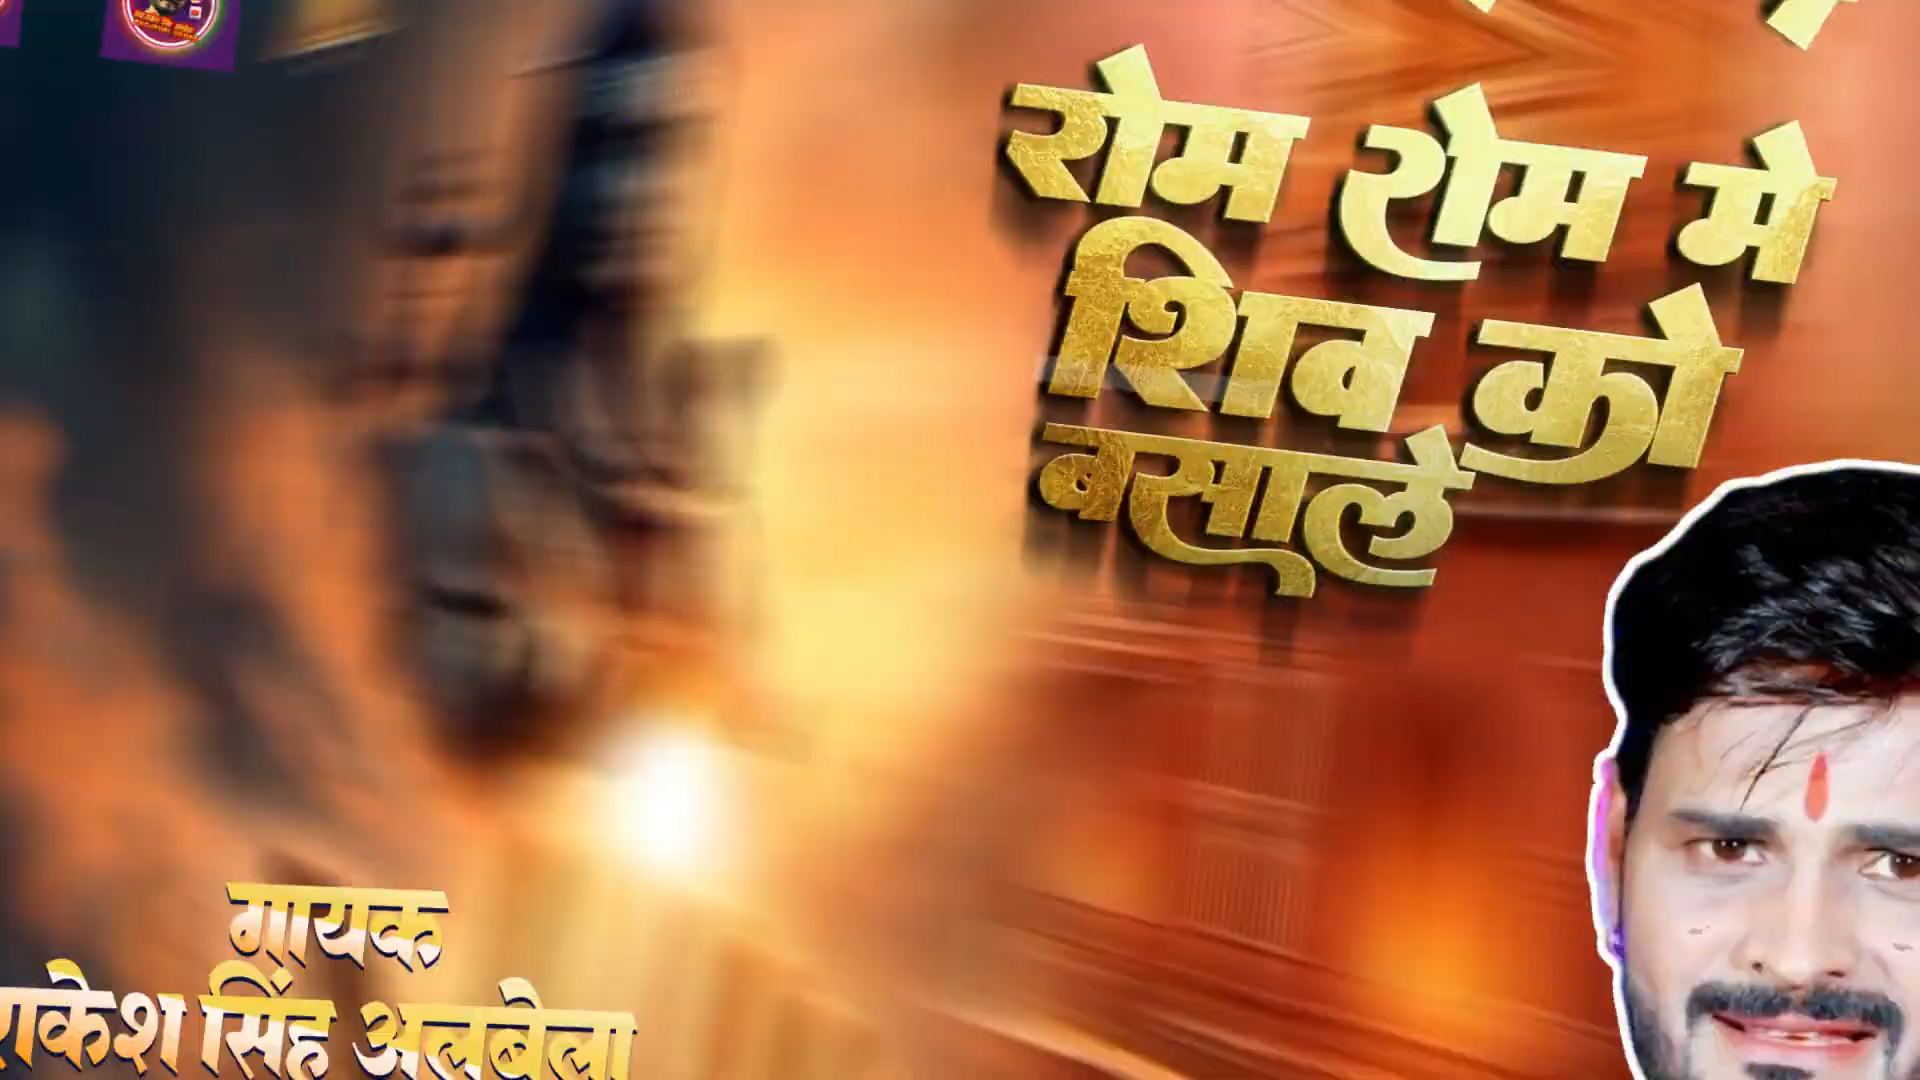 रोम रोम मे
शिव को
बसाले
गायक
राकेश सिंह अलबेला